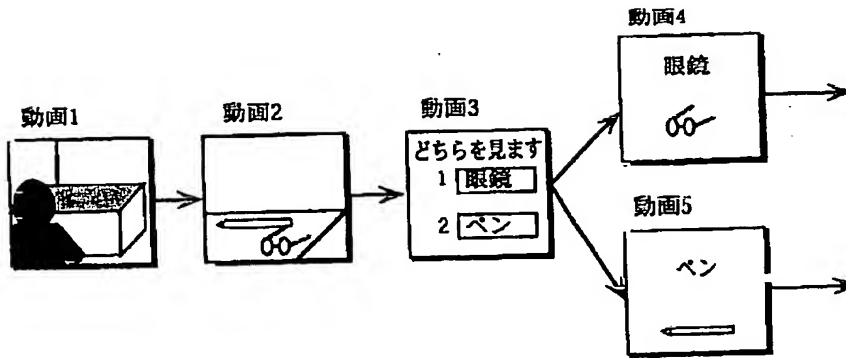 動画1
動画2
動画3
どちらを見ます
1 眼鏡
2 ペン
動画4
眼鏡
動画5
ペン